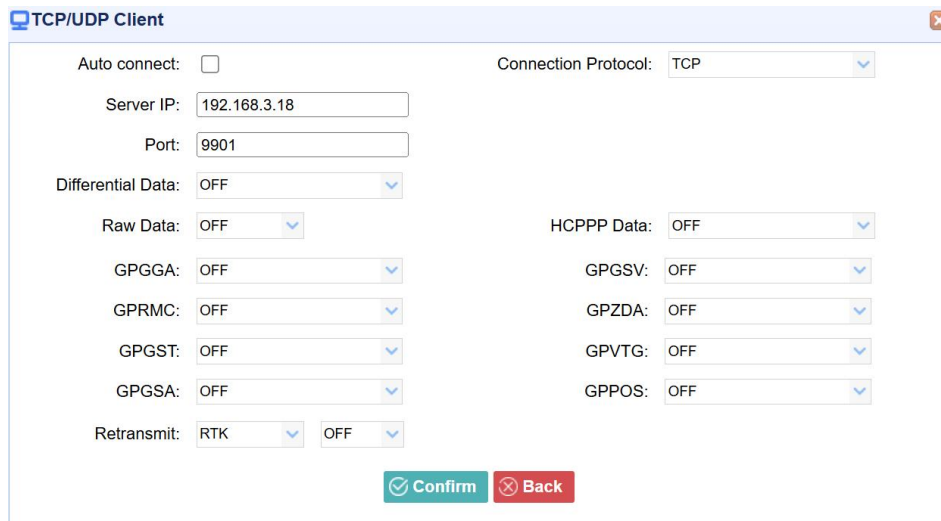 TCP/UDP Client
Auto connect: Connection Protocol: TCP
Server IP: 192.168.3.18
Port: 9901
Differential Data: OFF
Raw Data: OFF HCPPP Data: OFF
GPGGA: OFF GPGSV: OFF
GPRMC: OFF GPZDA: OFF
GPGST: OFF GPVTG: OFF
GPGSA: OFF GPPOS: OFF
Retransmit: RTK OFF
Confirm Back